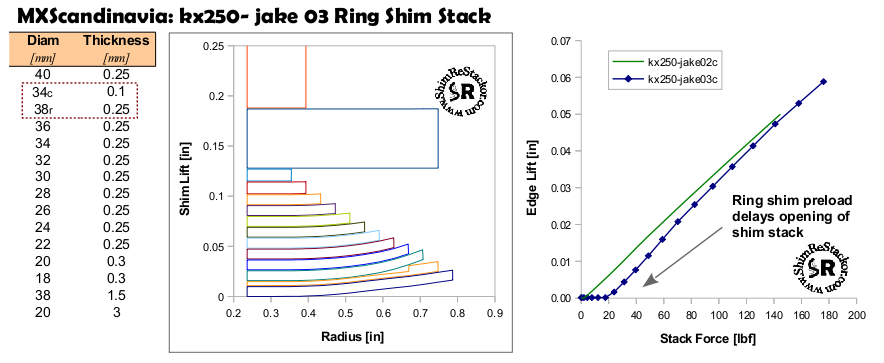 MXScandinavia: kx250- jake 03 Ring Shim Stack
Diam Thickness
[mm] [mm]
40 0.25
34c 0.1
38r 0.25
36 0.25
34 0.25
32 0.25
30 0.25
28 0.25
26 0.25
24 0.25
22 0.25
20 0.3
18 0.3
38 1.5
20 3
Shim Lift [in]
0.25
0.2
0.15
0.1
0.05
0
0.2 0.3 0.4 0.5 0.6 0.7 0.8 0.9
Radius [in]
www.ShimReStackor.com
SR
Edge Lift [in]
0.07
0.06
0.05
0.04
0.03
0.02
0.01
0.00
0 20 40 60 80 100 120 140 160 180 200
Stack Force [lbf]
kx250-jake02c
kx250-jake03c
Ring shim preload
delays opening of
shim stack
www.ShimReStackor.com
SR